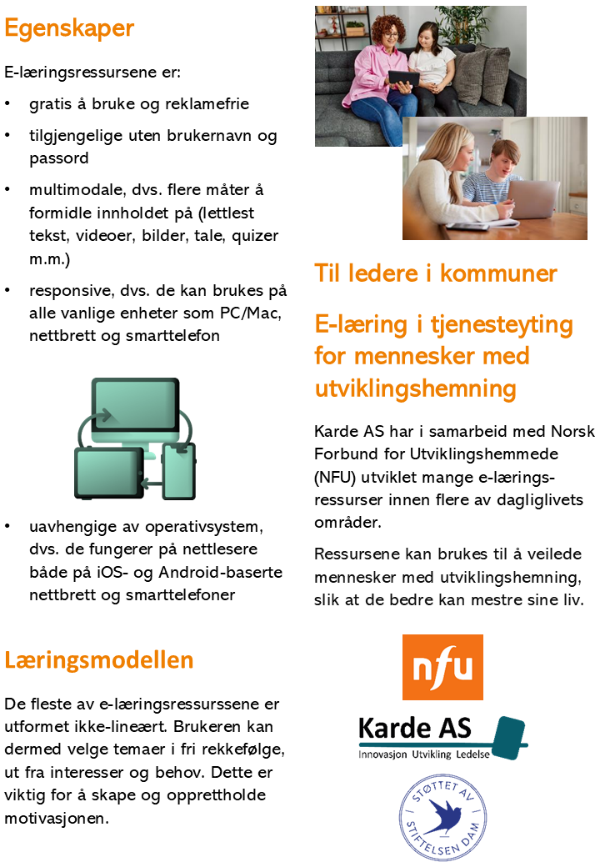 Egenskaper
E-læringsressursene er:
• gratis å bruke og reklamefrie
• tilgjengelige uten brukernavn og
passord
• multimodale, dvs. flere måter å
formidle innholdet på (lettlest
tekst, videoer, bilder, tale, quizer
m.m.)
• responsive, dvs. de kan brukes på
alle vanlige enheter som PC/Mac,
nettbrett og smarttelefon
• uavhengige av operativsystem,
dvs. de fungerer på nettlesere
både på iOS- og Android-baserte
nettbrett og smarttelefoner
Læringsmodellen
De fleste av e-læringsressurssene er
utformet ikke-lineært. Brukeren kan
dermed velge temaer i fri rekkefølge,
ut fra interesser og behov. Dette er
viktig for å skape og opprettholde
motivasjonen.
Til ledere i kommuner
E-læring i tjenesteyting
for mennesker med
utviklingshemning
Karde AS har i samarbeid med Norsk
Forbund for Utviklingshemmede
(NFU) utviklet mange e-lærings-
ressurser innen flere av dagliglivets
områder.
Ressursene kan brukes til å veilede
mennesker med utviklingshemning,
slik at de bedre kan mestre sine liv.
nfu
Karde AS
Innovasjon Utvikling Ledelse
STØTTET AV
STIFTELSEN DAM